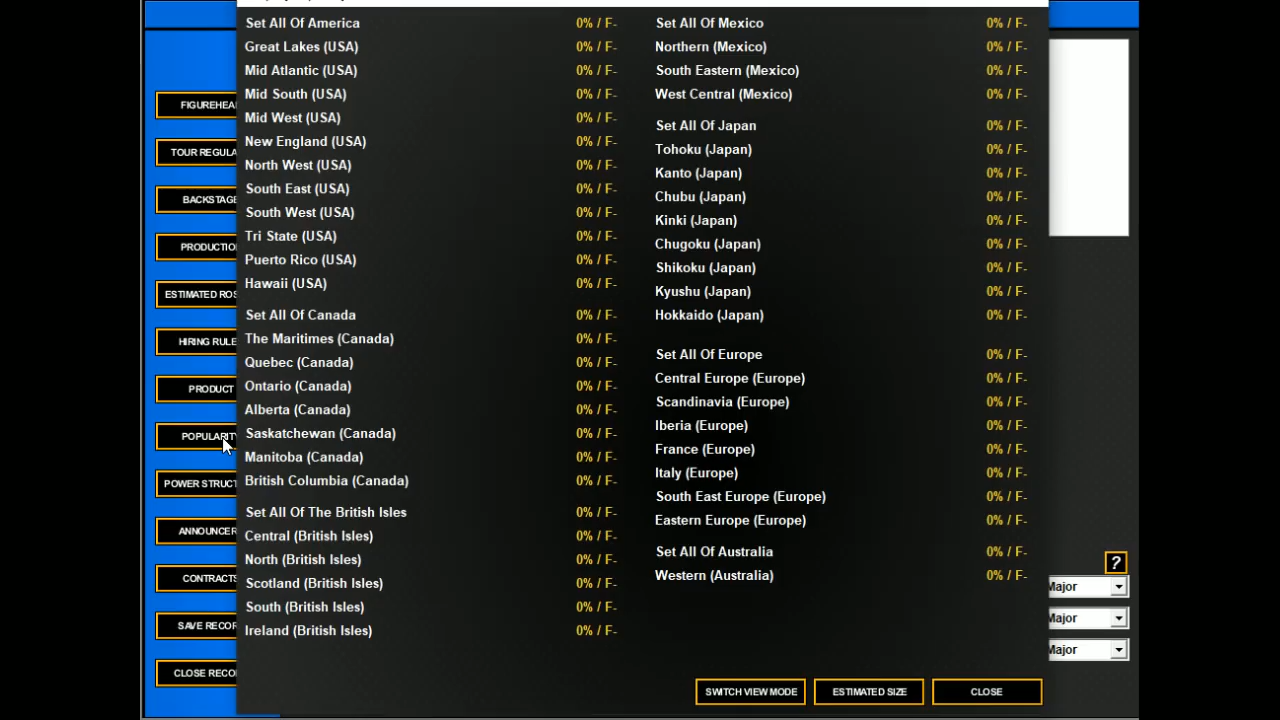 FIGUREHEA
TOUR REGULA
BACKSTAGE
PRODUCTIO
ESTIMATED ROS
HIRING RULE
PRODUCT
POPULARITY
POWER STRUCT
ANNOUNCER
CONTRACTS
SAVE RECOR
CLOSE RECO
Set All Of America 0% / F-
Great Lakes (USA) 0% / F-
Mid Atlantic (USA) 0% / F-
Mid South (USA) 0% / F-
Mid West (USA) 0% / F-
New England (USA) 0% / F-
North West (USA) 0% / F-
South East (USA) 0% / F-
South West (USA) 0% / F-
Tri State (USA) 0% / F-
Puerto Rico (USA) 0% / F-
Hawaii (USA) 0% / F-
Set All Of Canada 0% / F-
The Maritimes (Canada) 0% / F-
Quebec (Canada) 0% / F-
Ontario (Canada) 0% / F-
Alberta (Canada) 0% / F-
Saskatchewan (Canada) 0% / F-
Manitoba (Canada) 0% / F-
British Columbia (Canada) 0% / F-
Set All Of The British Isles 0% / F-
Central (British Isles) 0% / F-
North (British Isles) 0% / F-
Scotland (British Isles) 0% / F-
South (British Isles) 0% / F-
Ireland (British Isles) 0% / F-
Set All Of Mexico 0% / F-
Northern (Mexico) 0% / F-
South Eastern (Mexico) 0% / F-
West Central (Mexico) 0% / F-
Set All Of Japan 0% / F-
Tohoku (Japan) 0% / F-
Kanto (Japan) 0% / F-
Chubu (Japan) 0% / F-
Kinki (Japan) 0% / F-
Chugoku (Japan) 0% / F-
Shikoku (Japan) 0% / F-
Kyushu (Japan) 0% / F-
Hokkaido (Japan) 0% / F-
Set All Of Europe 0% / F-
Central Europe (Europe) 0% / F-
Scandinavia (Europe) 0% / F-
Iberia (Europe) 0% / F-
France (Europe) 0% / F-
Italy (Europe) 0% / F-
South East Europe (Europe) 0% / F-
Eastern Europe (Europe) 0% / F-
Set All Of Australia 0% / F-
Western (Australia) 0% / F-
SWITCH VIEW MODE
ESTIMATED SIZE
CLOSE
?
Major
Major
Major